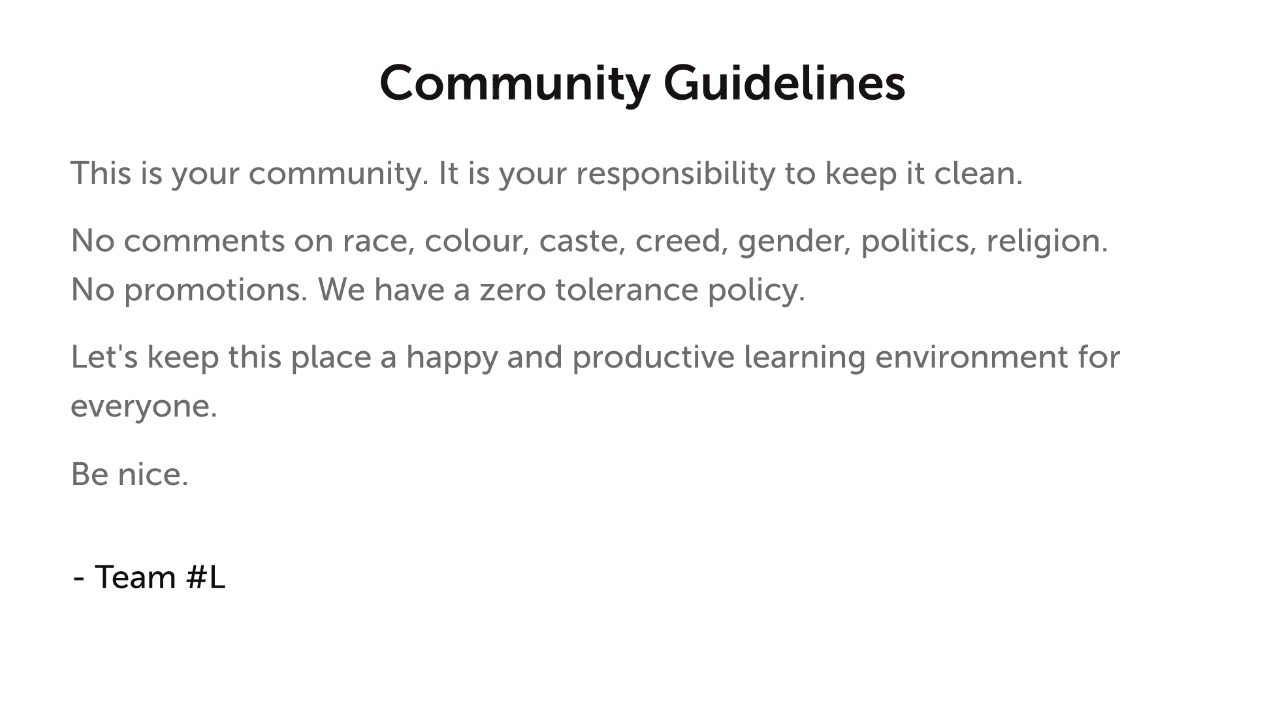 Community Guidelines
This is your community. It is your responsibility to keep it clean.
No comments on race, colour, caste, creed, gender, politics, religion.
No promotions. We have a zero tolerance policy.
Let's keep this place a happy and productive learning environment for
everyone.
Be nice.
- Team #L